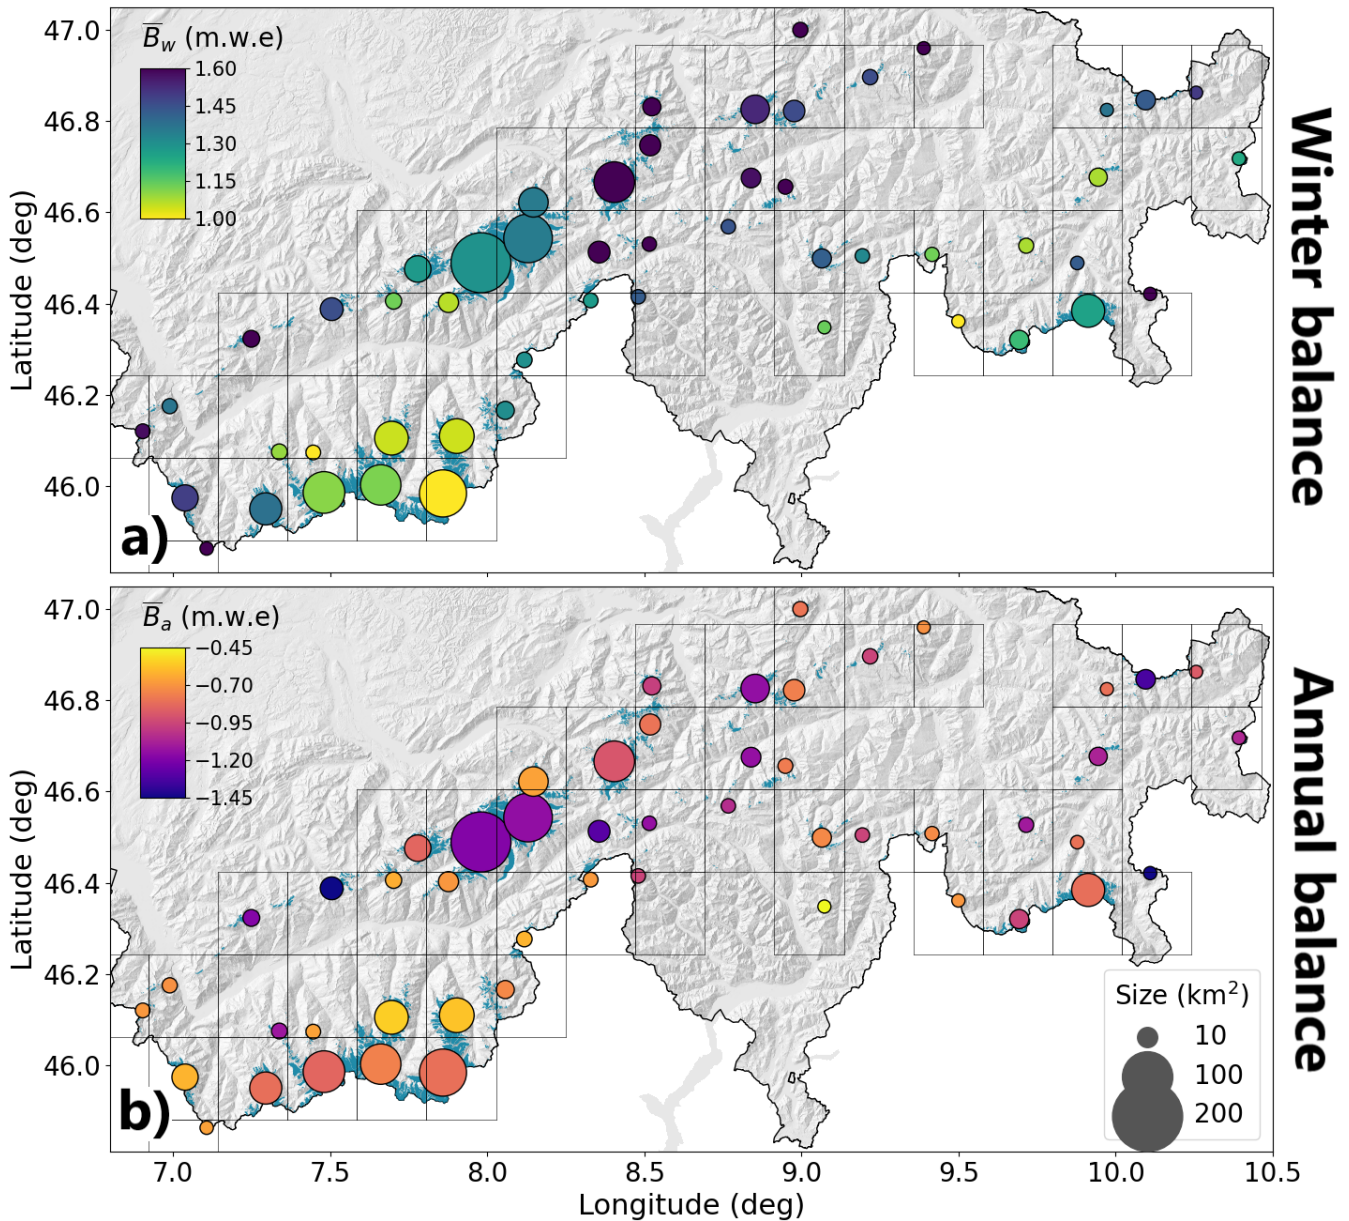 B̅w (m.w.e)
1.60
1.45
1.30
1.15
1.00
47.0
46.8
46.6
46.4
46.2
46.0
Latitude (deg)
a)
Winter balance
B̅a (m.w.e)
−0.45
−0.70
−0.95
−1.20
−1.45
47.0
46.8
46.6
46.4
46.2
46.0
Latitude (deg)
b)
Annual balance
Size (km²)
10
100
200
7.0 7.5 8.0 8.5 9.0 9.5 10.0 10.5
Longitude (deg)